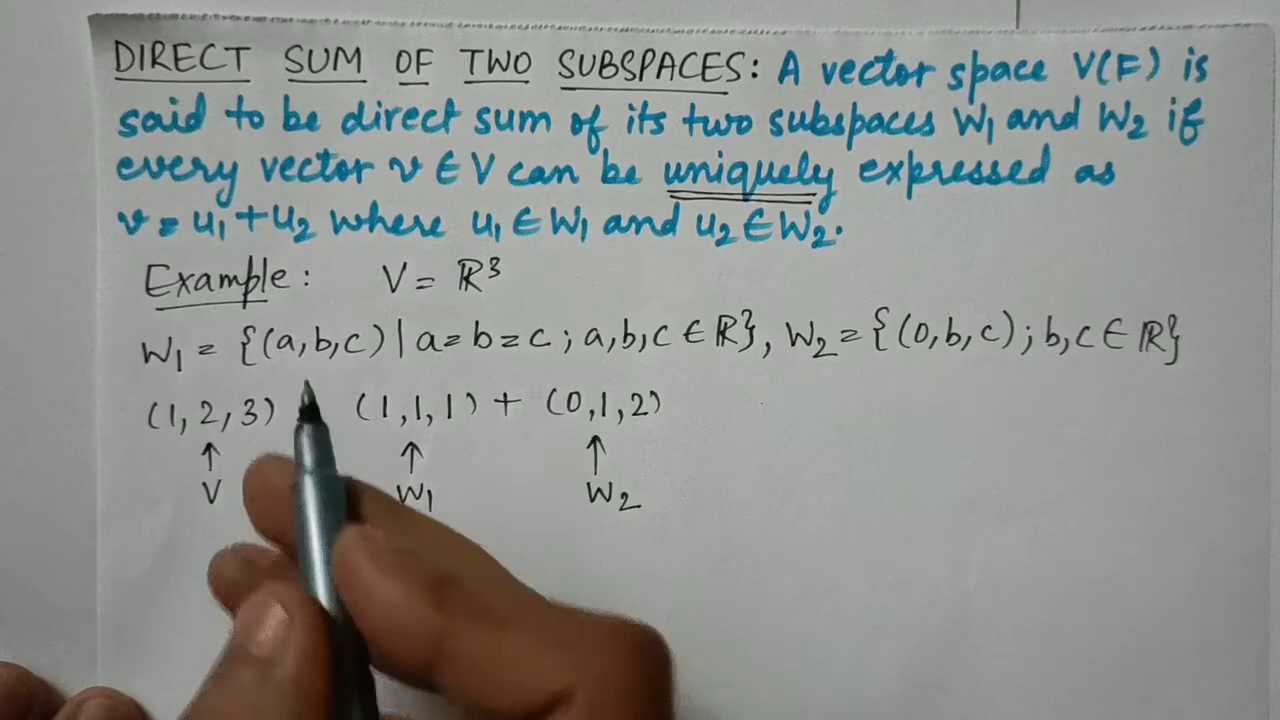 DIRECT SUM OF TWO SUBSPACES: A vector space V(F) is
said to be direct sum of its two subspaces W₁ and W₂ if
every vector v ∈ V can be uniquely expressed as
v = u₁ + u₂ where u₁ ∈ W₁ and u₂ ∈ W₂.
Example: V = ℝ³
W₁ = {(a,b,c) | a=b=c ; a,b,c ∈ ℝ}, W₂ = {(0,b,c) ; b,c ∈ ℝ}
(1,2,3) (1,1,1) + (0,1,2)
↑ ↑ ↑
V W₁ W₂